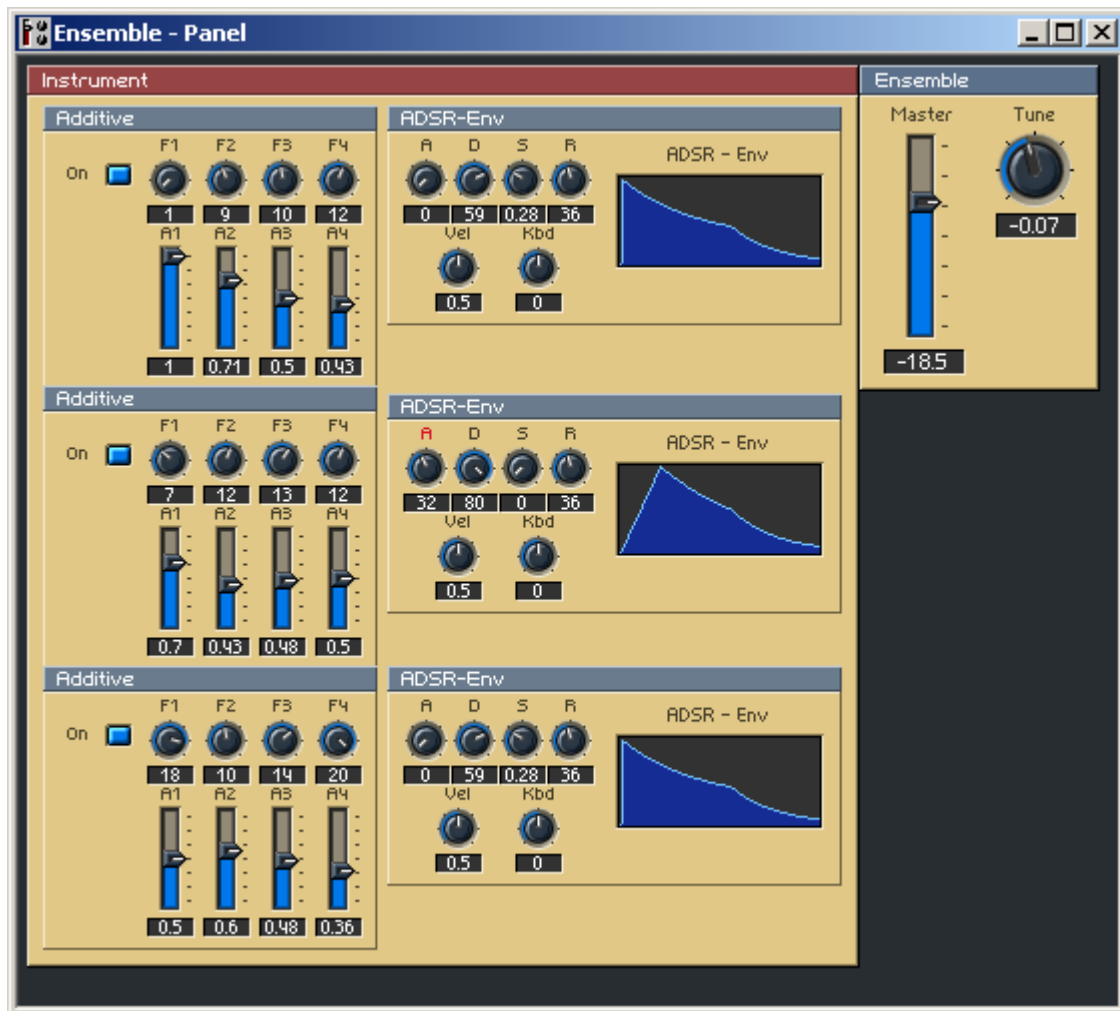 Ensemble - Panel
Instrument
Additive
On
F1 F2 F3 F4
1 9 10 12
A1 A2 A3 A4
1 0.71 0.5 0.43
ADSR-Env
A D S R
0 59 0.28 36
Vel Kbd
0.5 0
ADSR - Env
Additive
On
F1 F2 F3 F4
7 12 13 12
A1 A2 A3 A4
0.7 0.43 0.48 0.5
ADSR-Env
A D S R
32 80 0 36
Vel Kbd
0.5 0
ADSR - Env
Additive
On
F1 F2 F3 F4
18 10 14 20
A1 A2 A3 A4
0.5 0.6 0.48 0.36
ADSR-Env
A D S R
0 59 0.28 36
Vel Kbd
0.5 0
ADSR - Env
Ensemble
Master Tune
-0.07
-18.5